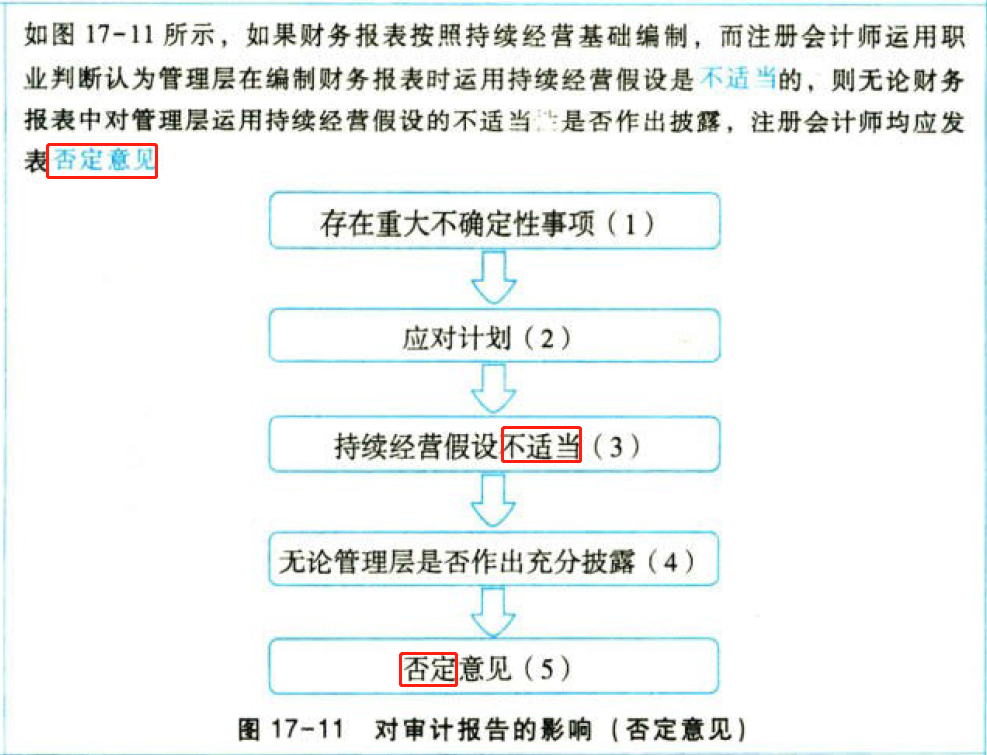 如图 17-11 所示，如果财务报表按照持续经营基础编制，而注册会计师运用职
业判断认为管理层在编制财务报表时运用持续经营假设是不适当的，则无论财务
报表中对管理层运用持续经营假设的不适当性是否作出披露，注册会计师均应发
表否定意见
存在重大不确定性事项（1）
应对计划（2）
持续经营假设不适当（3）
无论管理层是否作出充分披露（4）
否定意见（5）
图 17-11 对审计报告的影响（否定意见）